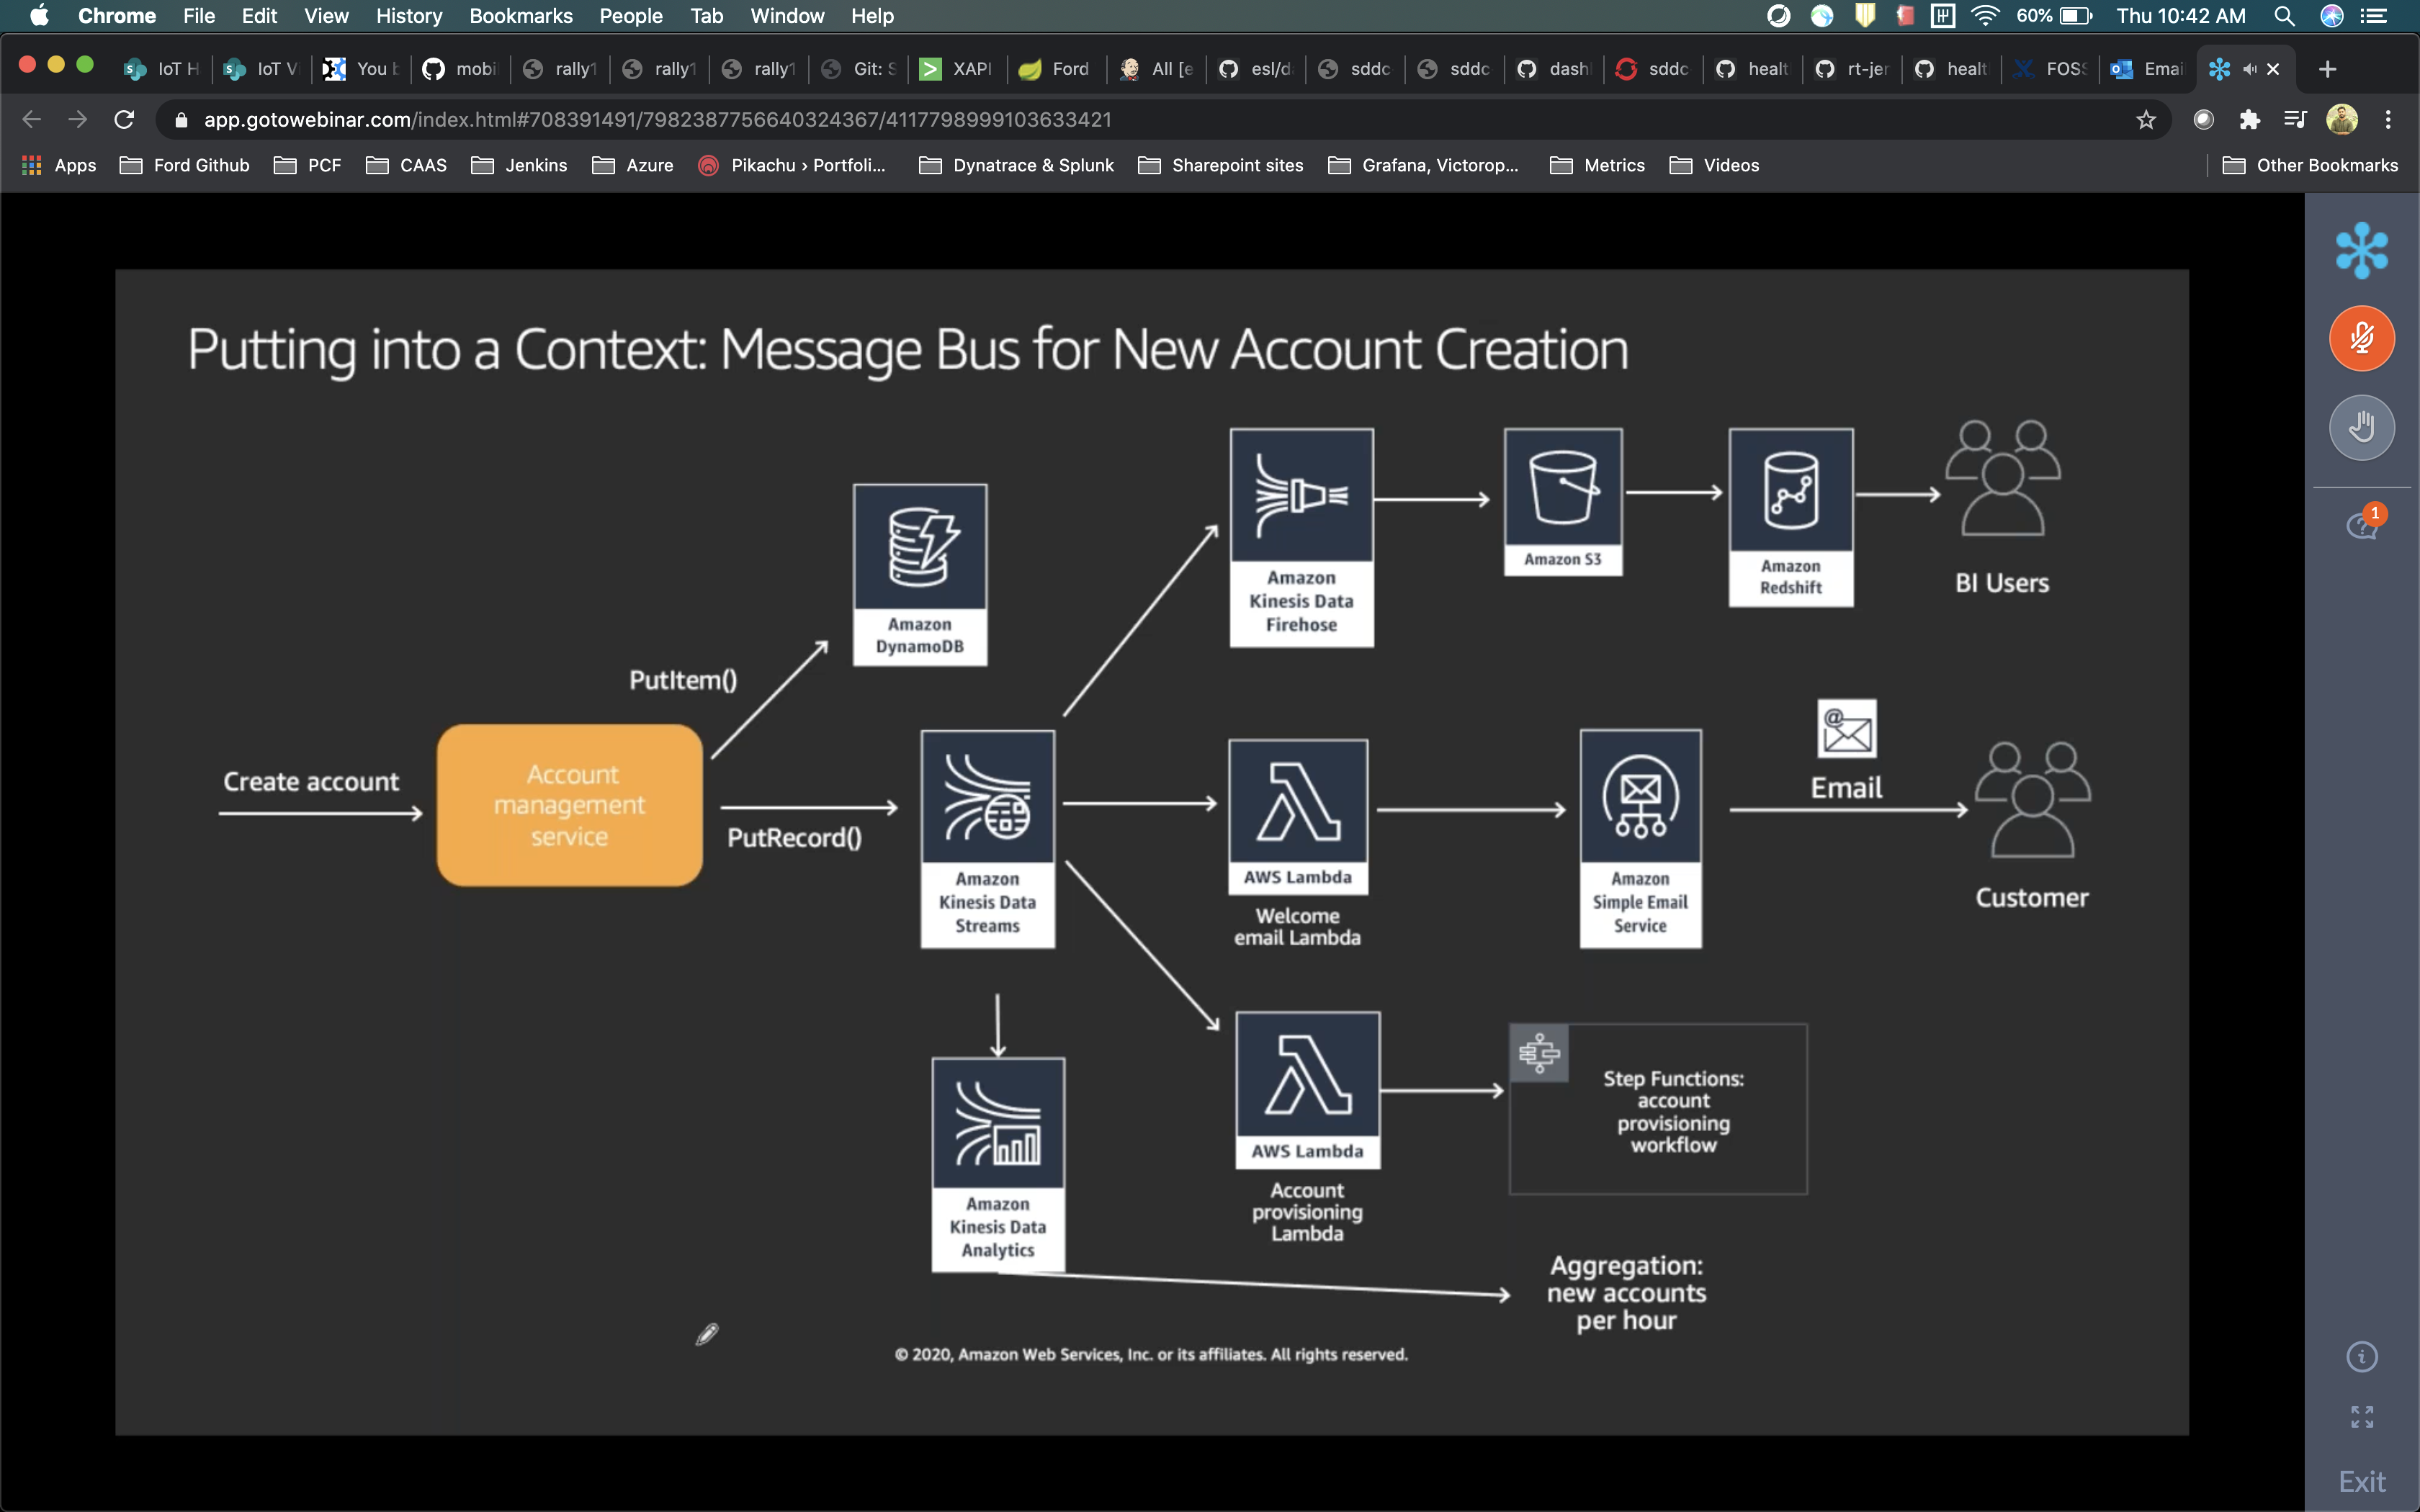 Chrome File Edit View History Bookmarks People Tab Window Help 60% Thu 10:42 AM
IoT H IoT V You b mobi rally1 rally1 rally1 Git: S XAPI Ford All [e esl/d sddc sddc dash sddc healt rt-jer healt FOSS Emai
app.gotowebinar.com/index.html#708391491/7982387756640324367/4117798999103633421
Apps Ford Github PCF CAAS Jenkins Azure Pikachu › Portfoli... Dynatrace & Splunk Sharepoint sites Grafana, Victorop... Metrics Videos Other Bookmarks
Putting into a Context: Message Bus for New Account Creation
1
Amazon
Kinesis Data
Firehose
Amazon S3
Amazon
Redshift
BI Users
Amazon
DynamoDB
PutItem()
Create account
Account
management
service
PutRecord()
Amazon
Kinesis Data
Streams
AWS Lambda
Welcome
email Lambda
Amazon
Simple Email
Service
@
Email
Customer
Amazon
Kinesis Data
Analytics
AWS Lambda
Account
provisioning
Lambda
Step Functions:
account
provisioning
workflow
Aggregation:
new accounts
per hour
© 2020, Amazon Web Services, Inc. or its affiliates. All rights reserved.
Exit